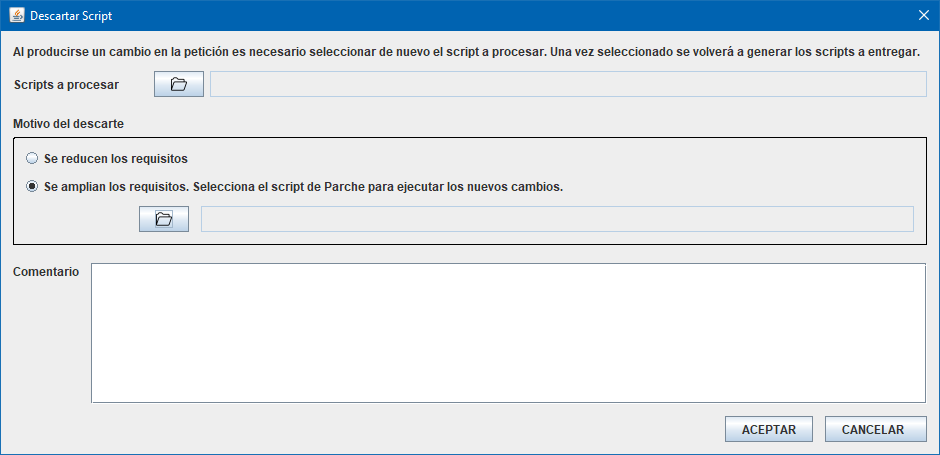 Descartar Script
Al producirse un cambio en la petición es necesario seleccionar de nuevo el script a procesar. Una vez seleccionado se volverá a generar los scripts a entregar.
Scripts a procesar
Motivo del descarte
Se reducen los requisitos
Se amplian los requisitos. Selecciona el script de Parche para ejecutar los nuevos cambios.
Comentario
ACEPTAR CANCELAR